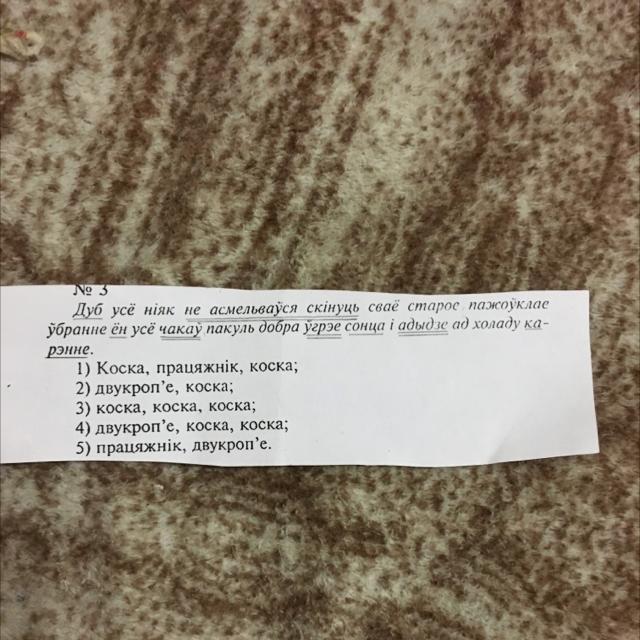 № 3
Дуб усё ніяк не асмельваўся скінуць сваё старое пажоўклае
ўбранне ён усё чакаў пакуль добра ўгрэе сонца і адыдзе ад холаду ка-
рэнне.
1) Коска, працяжнік, коска;
2) двукроп’е, коска;
3) коска, коска, коска;
4) двукроп’е, коска, коска;
5) працяжнік, двукроп’е.